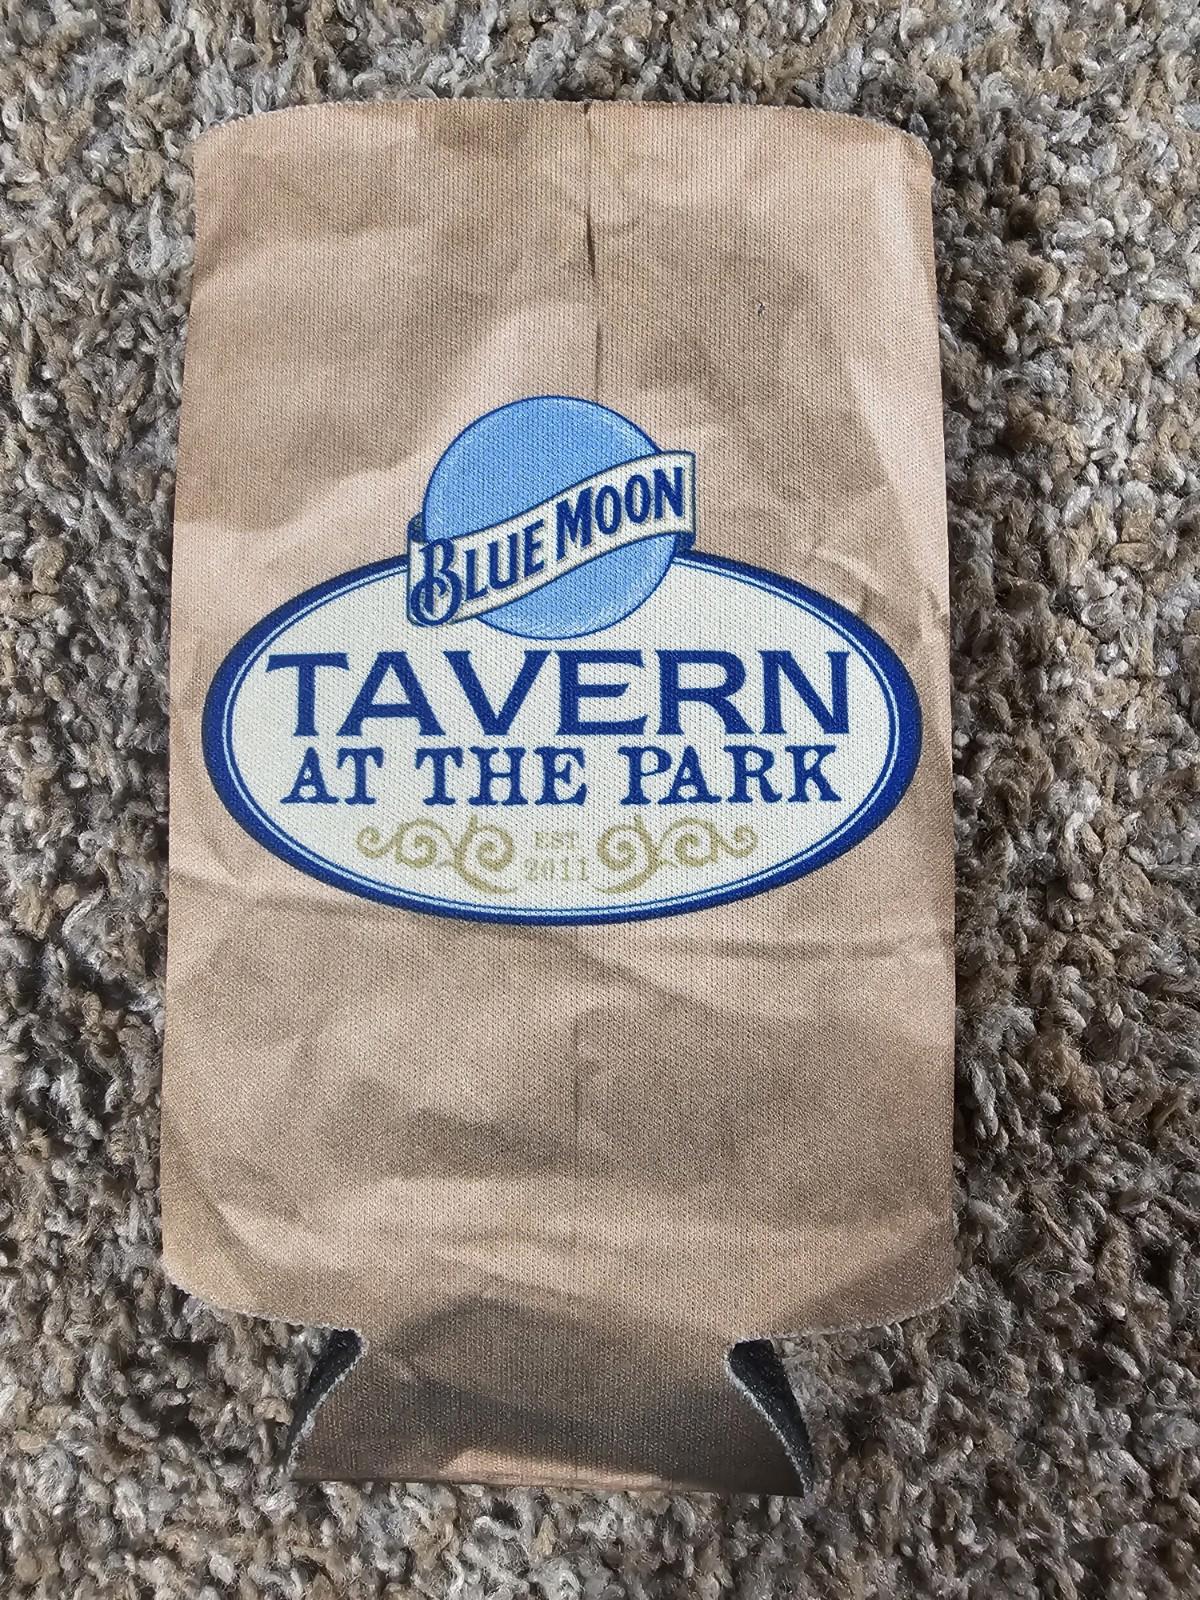 BLUE MOON
TAVERN
AT THE PARK
EST
2011